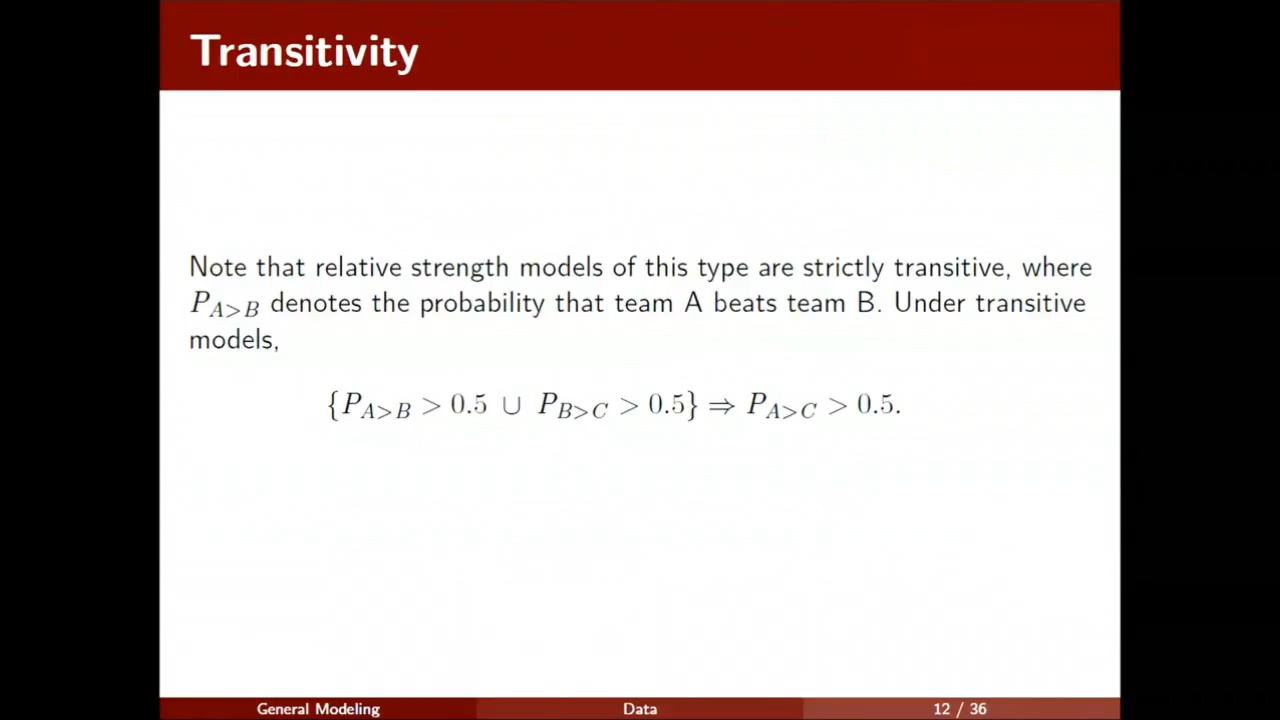 Transitivity
Note that relative strength models of this type are strictly transitive, where
P_{A>B} denotes the probability that team A beats team B. Under transitive
models,
{P_{A>B} > 0.5 ∪ P_{B>C} > 0.5} ⇒ P_{A>C} > 0.5.
General Modeling Data 12 / 36